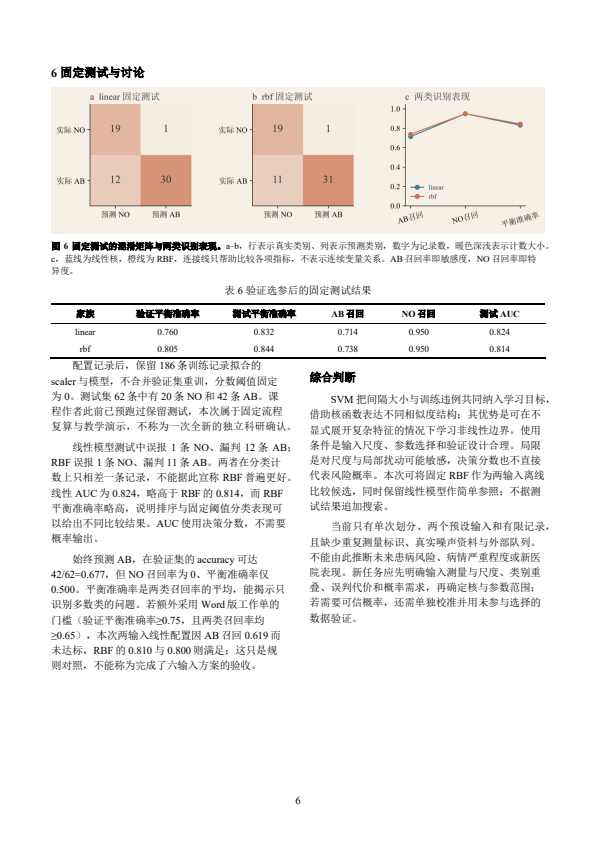 6 固定测试与讨论
a linear 固定测试
实际 NO
19
1
实际 AB
12
30
预测 NO
预测 AB
b rbf 固定测试
实际 NO
19
1
实际 AB
11
31
预测 NO
预测 AB
c 两类识别表现
1.0
0.8
0.6
0.4
0.2
0.0
linear
rbf
AB召回
NO召回
平衡准确率
图 6 固定测试的混淆矩阵与两类识别表现。a–b，行表示真实类别、列表示预测类别，数字为记录数，暖色深浅表示计数大小。
c，蓝线为线性核，橙线为 RBF，连接线只帮助比较各项指标，不表示连续变量关系。AB 召回率即敏感度，NO 召回率即特
异度。
表 6 验证选参后的固定测试结果
家族 验证平衡准确率 测试平衡准确率 AB 召回 NO 召回 测试 AUC
linear 0.760 0.832 0.714 0.950 0.824
rbf 0.805 0.844 0.738 0.950 0.814
配置记录后，保留 186 条训练记录拟合的
scaler 与模型，不合并验证集重训，分数阈值固定
为 0。测试集 62 条中有 20 条 NO 和 42 条 AB。课
程作者此前已预跑过保留测试，本次属于固定流程
复算与教学演示，不称为一次全新的独立科研确认。
线性模型测试中误报 1 条 NO、漏判 12 条 AB；
RBF 误报 1 条 NO、漏判 11 条 AB。两者在分类计
数上只相差一条记录，不能据此宣称 RBF 普遍更好。
线性 AUC 为 0.824，略高于 RBF 的 0.814，而 RBF
平衡准确率略高，说明排序与固定阈值分类表现可
以给出不同比较结果。AUC 使用决策分数，不需要
概率输出。
始终预测 AB，在验证集的 accuracy 可达
42/62=0.677，但 NO 召回率为 0、平衡准确率仅
0.500。平衡准确率是两类召回率的平均，能揭示只
识别多数类的问题。若额外采用 Word 版工作单的
门槛（验证平衡准确率≥0.75，且两类召回率均
≥0.65），本次两输入线性配置因 AB 召回 0.619 而
未达标，RBF 的 0.810 与 0.800 则满足；这只是规
则对照，不能称为完成了六输入方案的验收。
综合判断
SVM 把间隔大小与训练违例共同纳入学习目标，
借助核函数表达不同相似度结构；其优势是可在不
显式展开复杂特征的情况下学习非线性边界。使用
条件是输入尺度、参数选择和验证设计合理。局限
是对尺度与局部扰动可能敏感，决策分数也不直接
代表风险概率。本次可将固定 RBF 作为两输入离线
比较候选，同时保留线性模型作简单参照；不据测
试结果追加搜索。
当前只有单次划分、两个预设输入和有限记录，
且缺少重复测量标识、真实噪声资料与外部队列。
不能由此推断未来患病风险、病情严重程度或新医
院表现。新任务应先明确输入测量与尺度、类别重
叠、误判代价和概率需求，再确定核与参数范围；
若需要可信概率，还需单独校准并用未参与选择的
数据验证。
6